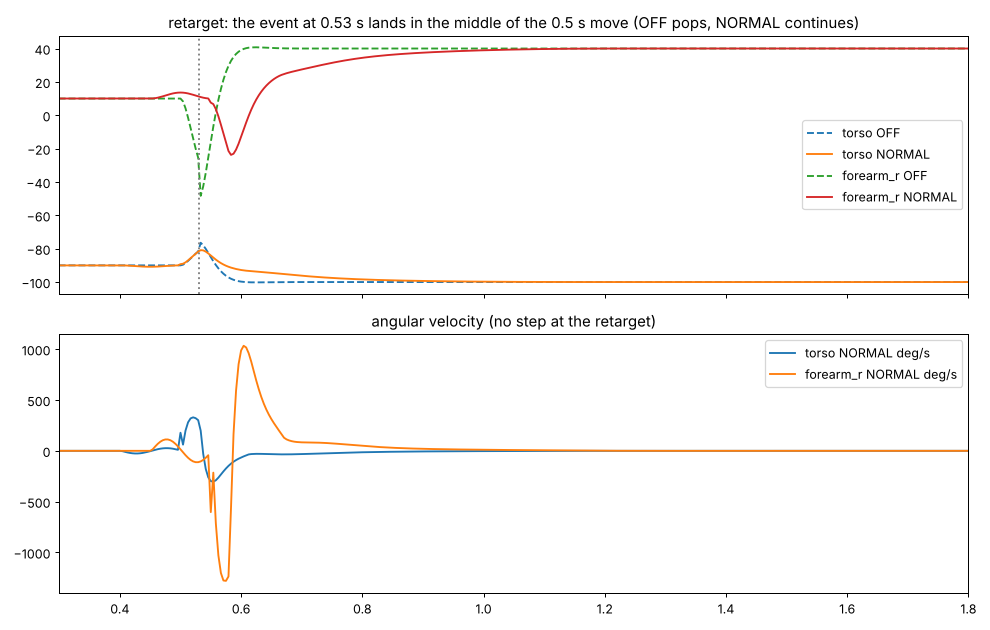 retarget: the event at 0.53 s lands in the middle of the 0.5 s move (OFF pops, NORMAL continues)
40
20
0
−20
−40
−60
−80
−100
torso OFF
torso NORMAL
forearm_r OFF
forearm_r NORMAL
angular velocity (no step at the retarget)
1000
500
0
−500
−1000
torso NORMAL deg/s
forearm_r NORMAL deg/s
0.4 0.6 0.8 1.0 1.2 1.4 1.6 1.8